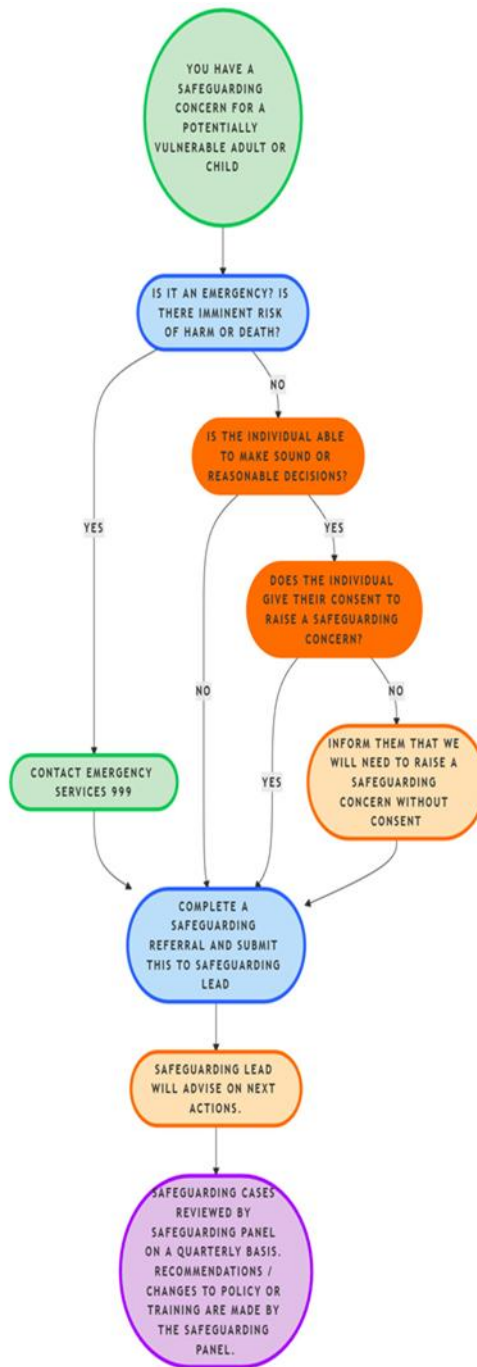 YOU HAVE A
SAFEGUARDING
CONCERN FOR A
POTENTIALLY
VULNERABLE ADULT OR
CHILD
IS IT AN EMERGENCY? IS
THERE IMMINENT RISK
OF HARM OR DEATH?
NO
IS THE INDIVIDUAL ABLE
TO MAKE SOUND OR
REASONABLE DECISIONS?
YES
YES
DOES THE INDIVIDUAL
GIVE THEIR CONSENT TO
RAISE A SAFEGUARDING
CONCERN?
NO
NO
INFORM THEM THAT WE
WILL NEED TO RAISE A
SAFEGUARDING
CONCERN WITHOUT
CONSENT
YES
CONTACT EMERGENCY
SERVICES 999
COMPLETE A
SAFEGUARDING
REFERRAL AND SUBMIT
THIS TO SAFEGUARDING
LEAD
SAFEGUARDING LEAD
WILL ADVISE ON NEXT
ACTIONS.
SAFEGUARDING CASES
REVIEWED BY
SAFEGUARDING PANEL
ON A QUARTERLY BASIS.
RECOMMENDATIONS /
CHANGES TO POLICY OR
TRAINING ARE MADE BY
THE SAFEGUARDING
PANEL.